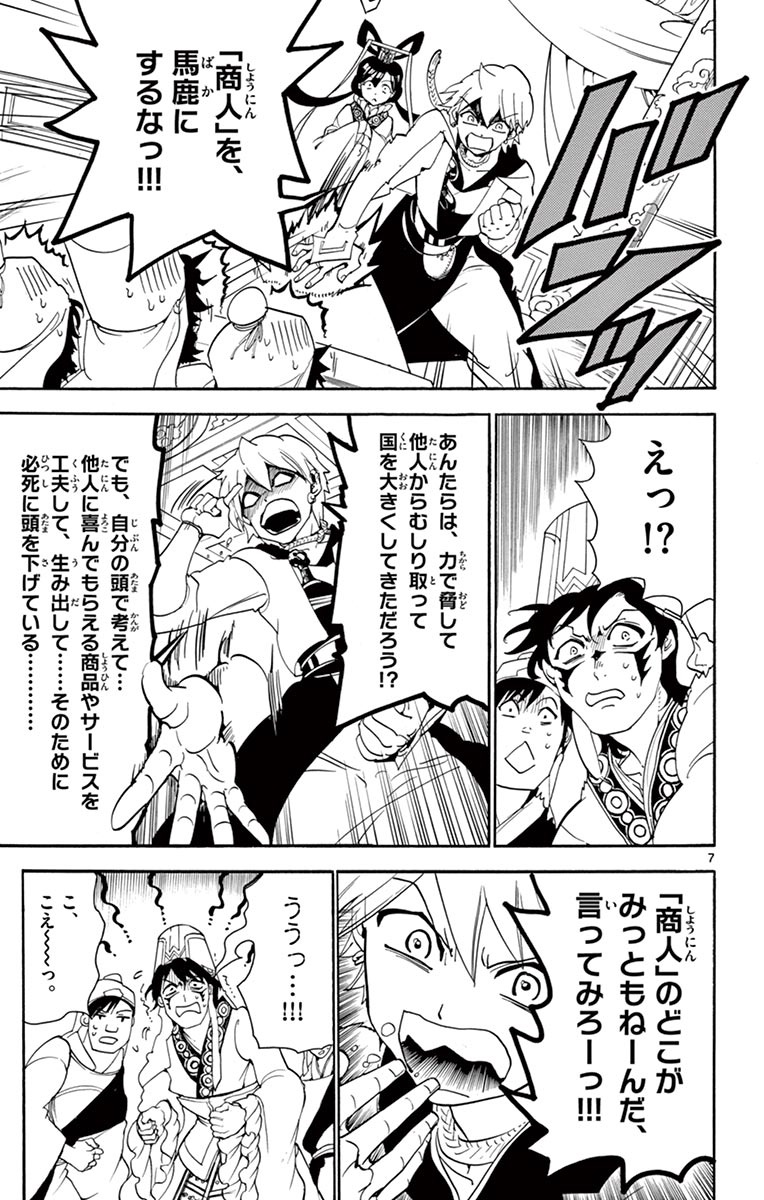 バンッ
「商人」を、
馬鹿に
するなっ!!!
えっ!?
あんたらは、力で脅して
他人からむしり取って
国を大きくしてきただろう!?
でも、自分の頭で考えて…
他人に喜んでもらえる商品やサービスを
工夫して、生み出して……そのために
必死に頭を下げている…………
7
「商人」のどこが
みっともねーんだ、
言ってみろーっ!!!
ううっ…!!!
こ、
こえ〜〜っ。